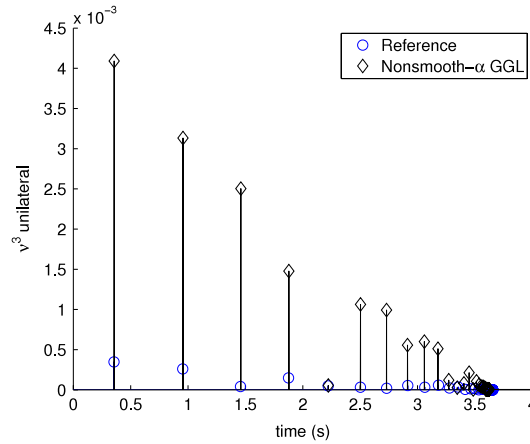 x 10⁻³
4.5
4
3.5
3
2.5
2
1.5
1
0.5
0
ν³ unilateral
Reference
Nonsmooth−α GGL
0 0.5 1 1.5 2 2.5 3 3.5 4
time (s)